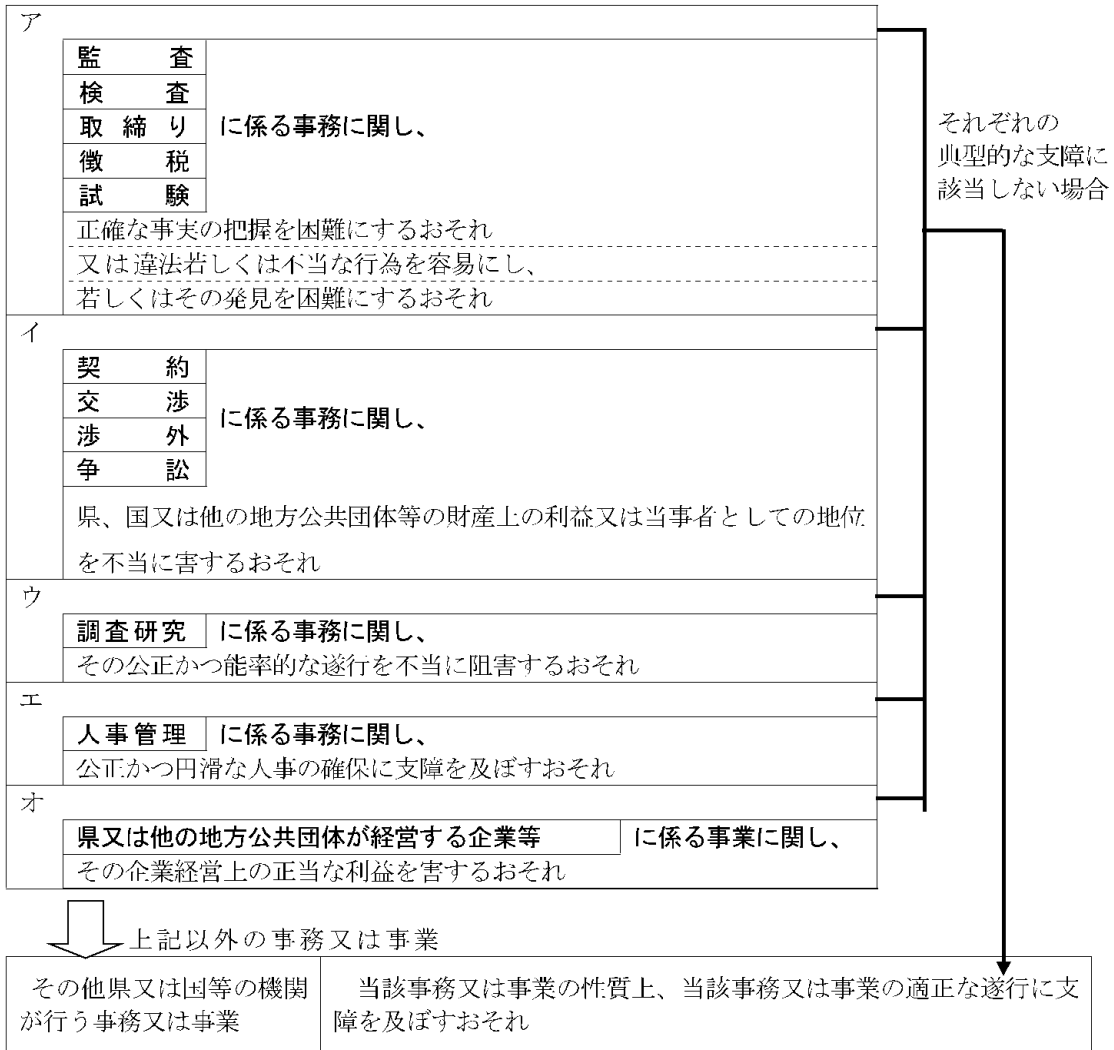 ア
監査
検査
取締り
徴税
試験
に係る事務に関し、
正確な事実の把握を困難にするおそれ
又は違法若しくは不当な行為を容易にし、
若しくはその発見を困難にするおそれ
イ
契約
交渉
渉外
争訟
に係る事務に関し、
県、国又は他の地方公共団体等の財産上の利益又は当事者としての地位
を不当に害するおそれ
ウ
調査研究 に係る事務に関し、
その公正かつ能率的な遂行を不当に阻害するおそれ
エ
人事管理 に係る事務に関し、
公正かつ円滑な人事の確保に支障を及ぼすおそれ
オ
県又は他の地方公共団体が経営する企業等 に係る事業に関し、
その企業経営上の正当な利益を害するおそれ
それぞれの
典型的な支障に
該当しない場合
上記以外の事務又は事業
その他県又は国等の機関
が行う事務又は事業
当該事務又は事業の性質上、当該事務又は事業の適正な遂行に支
障を及ぼすおそれ